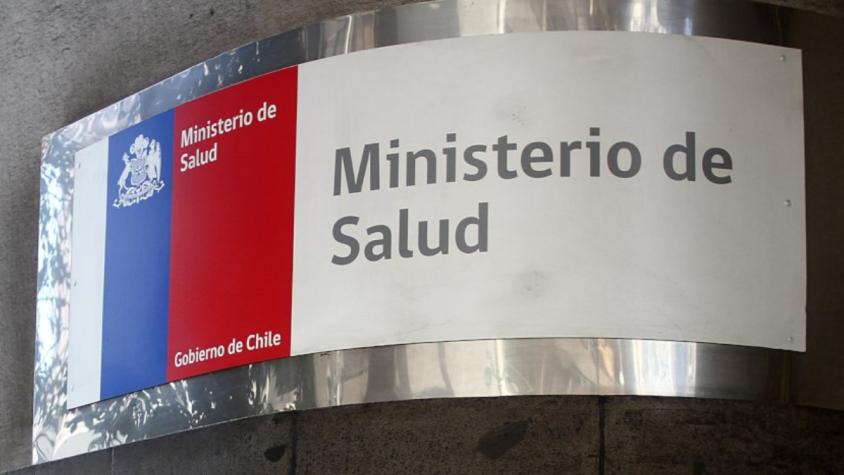 Ministerio de
Salud
Gobierno de Chile
Ministerio de
Salud